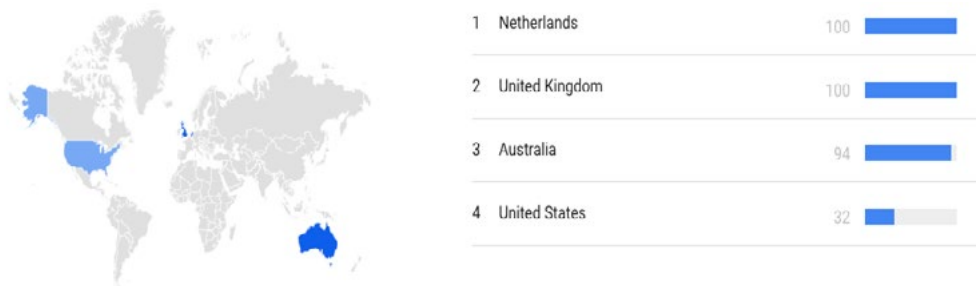 1 Netherlands 100
2 United Kingdom 100
3 Australia 94
4 United States 32